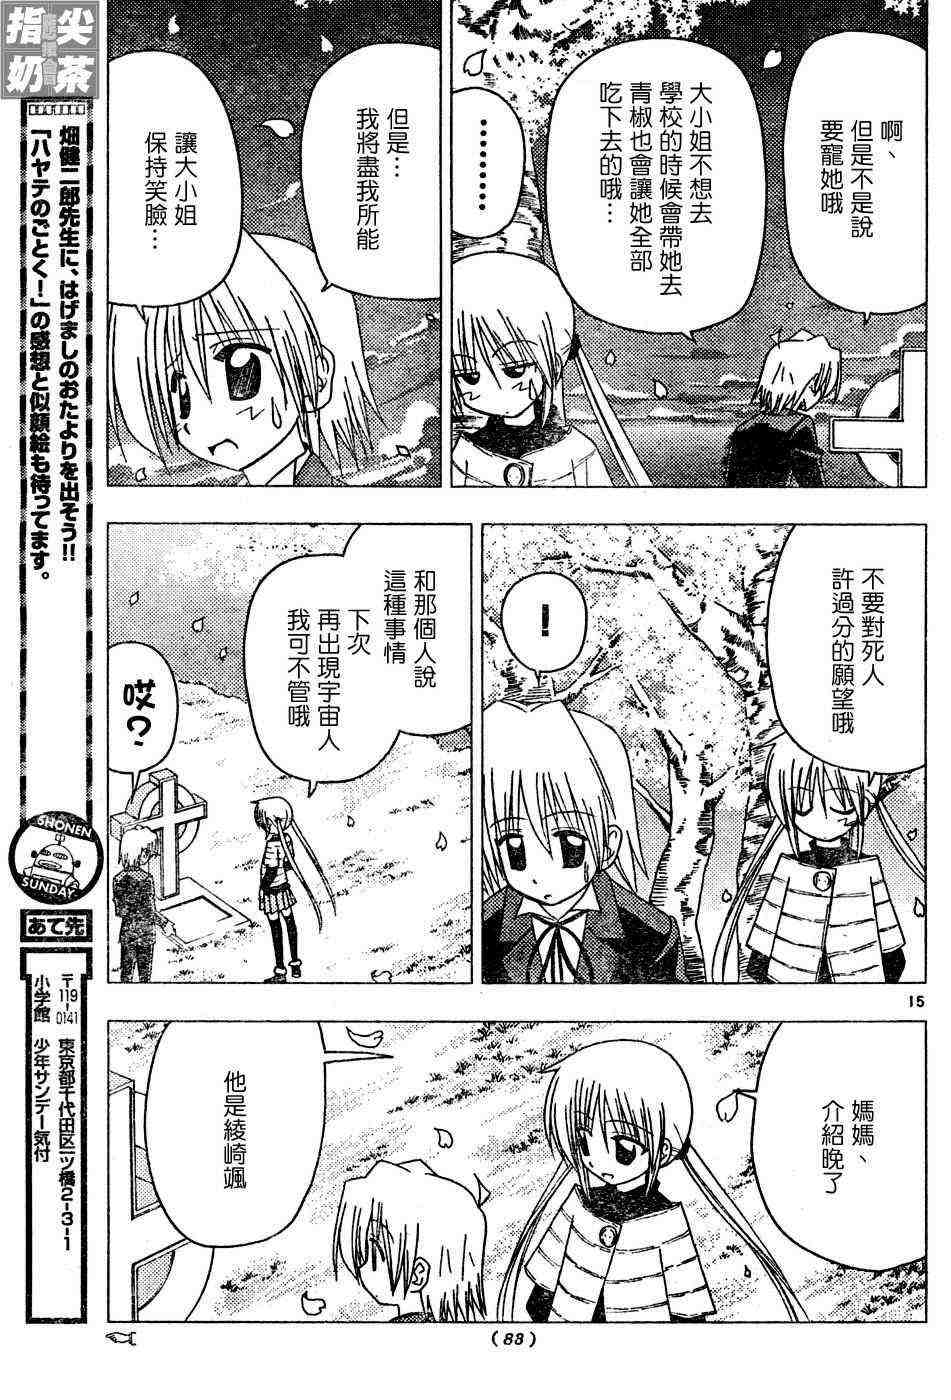 啊、
但是不是說
要寵她哦
大小姐不想去
學校的時候會帶她去
青椒也會讓她全部
吃下去的哦…
………
但是…
我將盡我所能
讓大小姐
保持笑臉…
不要對死人
許過分的願望哦
!
和那個人說
這種事情
下次
再出現宇宙人
我可不管哦
哎?
15
媽媽、
介紹晚了
他是綾崎颯
(83)
指尖
奶茶
畑健二郎先生に、はげましのおたよりを出そう!!
「ハヤテのごとく!」の感想と似顔絵も待ってます。
SHONEN
SUNDAY
あて先
〒119-0141 東京都千代田区一ツ橋2-3-1
小学館 少年サンデー気付